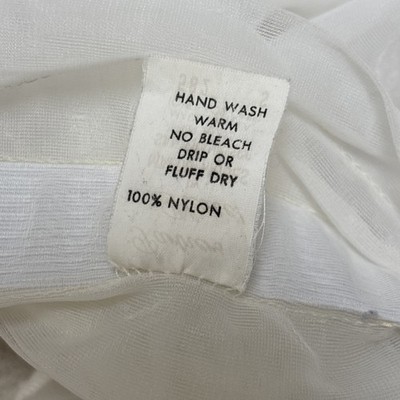 HAND WASH
WARM
NO BLEACH
DRIP OR
FLUFF DRY
100% NYLON